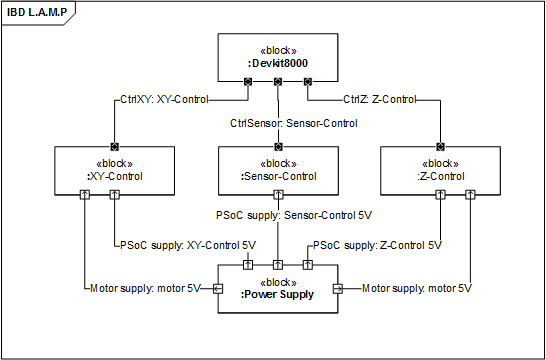 IBD L.A.M.P
«block»
:Devkit8000
CtrlXY: XY-Control
CtrlZ: Z-Control
CtrlSensor: Sensor-Control
«block»
:XY-Control
«block»
:Sensor-Control
«block»
:Z-Control
PSoC supply: Sensor-Control 5V
PSoC supply: XY-Control 5V
PSoC supply: Z-Control 5V
«block»
:Power Supply
Motor supply: motor 5V
Motor supply: motor 5V